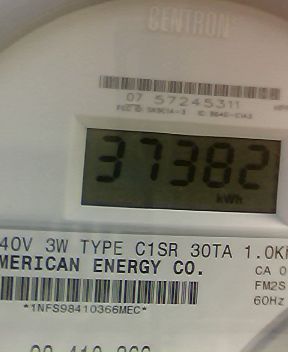 CENTRON
07 57245311
37382
kWh
40V 3W TYPE C1SR 30TA 1.0K
MERICAN ENERGY CO.
CA 0
FM2S
60Hz
*1NFS98410366MEC*